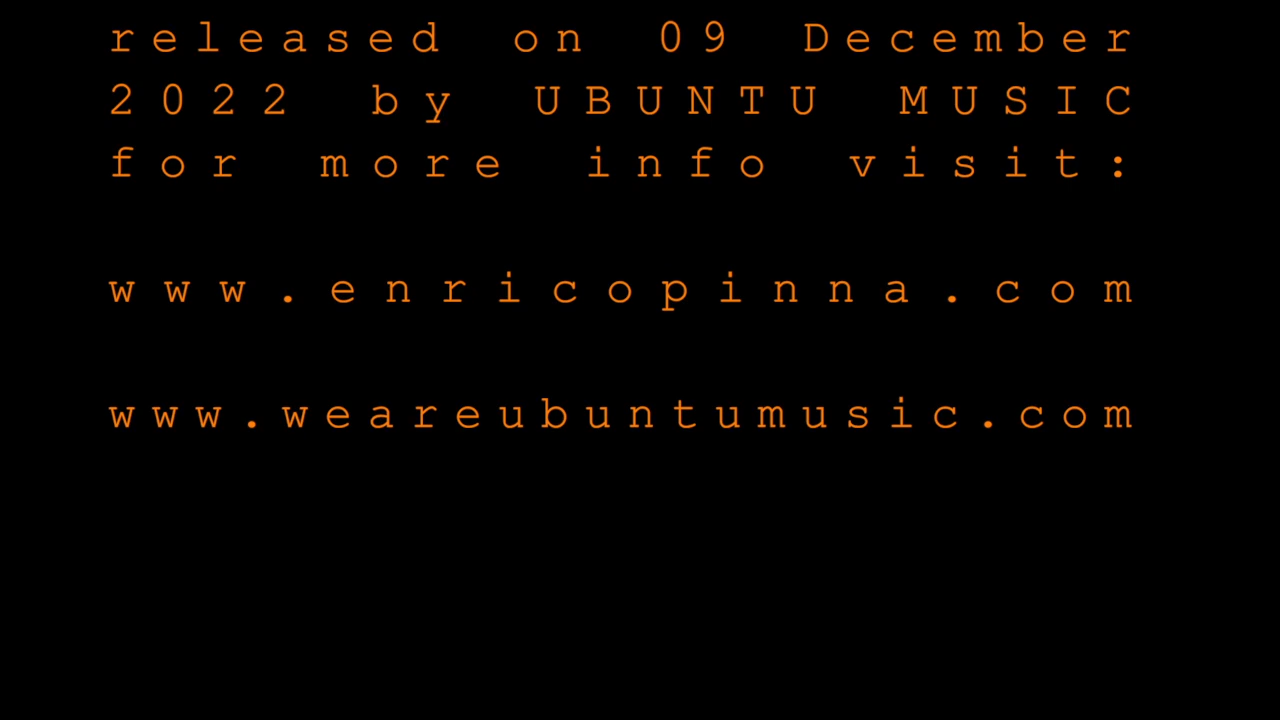 released on 09 December
2022 by UBUNTU MUSIC
for more info visit:
www.enricopinna.com
www.weareubuntumusic.com